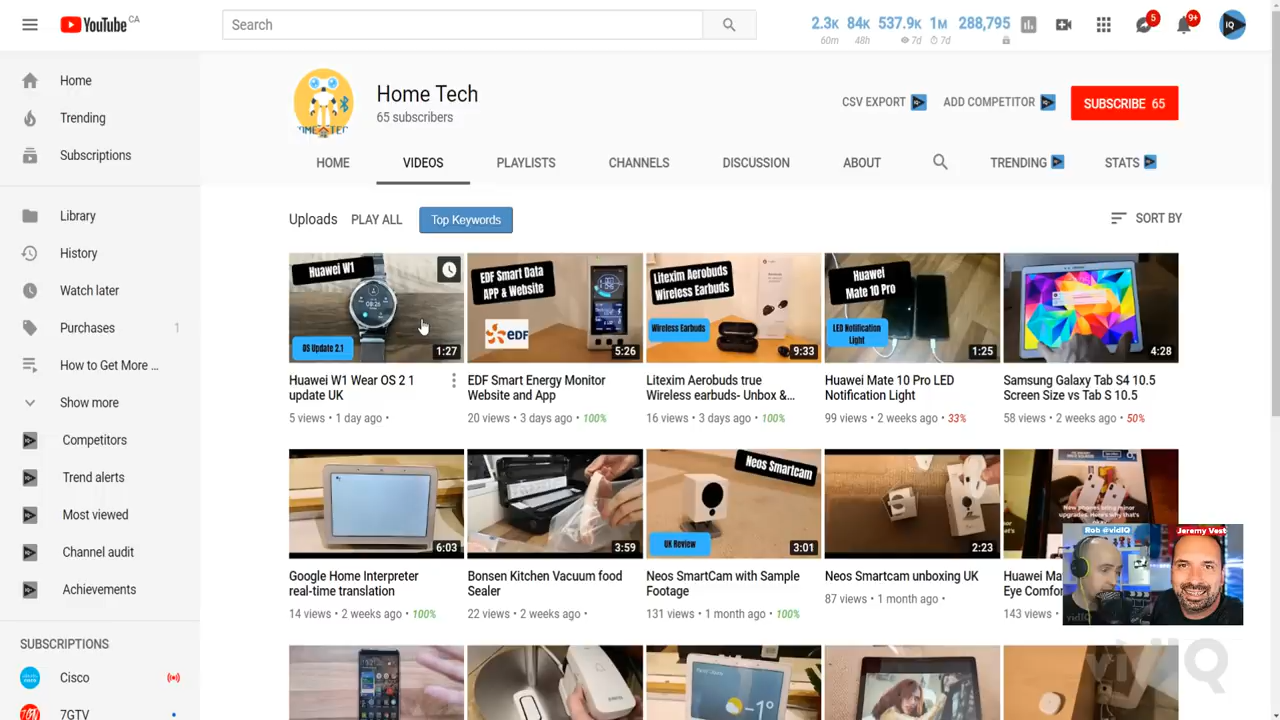 YouTube CA
Search
2.3K 84K 537.9K 1M 288,795
60m 48h 7d 7d
5
9+
IQ
Home
Trending
Subscriptions
Library
History
Watch later
Purchases 1
How to Get More ...
Show more
Competitors
Trend alerts
Most viewed
Channel audit
Achievements
SUBSCRIPTIONS
Cisco
7GTV
Home Tech
65 subscribers
CSV EXPORT
ADD COMPETITOR
SUBSCRIBE 65
HOME VIDEOS PLAYLISTS CHANNELS DISCUSSION ABOUT TRENDING STATS
Uploads PLAY ALL Top Keywords
SORT BY
Huawei W1
OS Update 2.1
1:27
Huawei W1 Wear OS 2 1
update UK
5 views • 1 day ago •
EDF Smart Data
APP & Website
EDF
5:26
EDF Smart Energy Monitor
Website and App
20 views • 3 days ago • 100%
Litexim Aerobuds
Wireless Earbuds
Wireless Earbuds
9:33
Litexim Aerobuds true
Wireless earbuds- Unbox &...
16 views • 3 days ago • 100%
Huawei
Mate 10 Pro
LED Notification
Light
1:25
Huawei Mate 10 Pro LED
Notification Light
99 views • 2 weeks ago • 33%
4:28
Samsung Galaxy Tab S4 10.5
Screen Size vs Tab S 10.5
58 views • 2 weeks ago • 50%
6:03
Google Home Interpreter
real-time translation
14 views • 2 weeks ago • 100%
3:59
Bonsen Kitchen Vacuum food
Sealer
22 views • 2 weeks ago •
Neos Smartcam
UK Review
3:01
Neos SmartCam with Sample
Footage
131 views • 1 month ago • 100%
2:23
Neos Smartcam unboxing UK
87 views • 1 month ago •
Huawei Ma
Eye Comfor
143 views •
Rob @vidIQ
Jeremy Vest
vidIQ
vidIQ